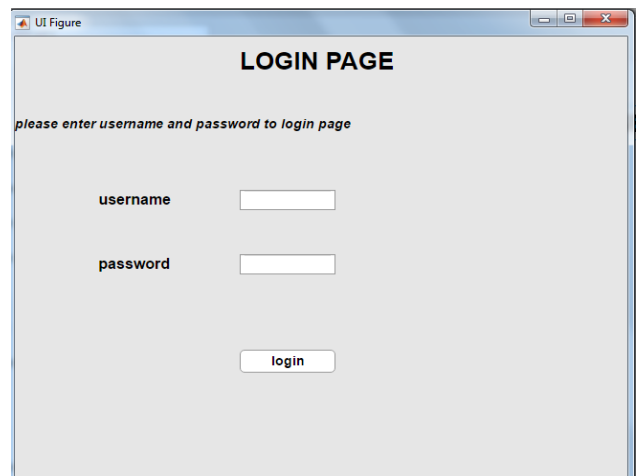 UI Figure
LOGIN PAGE
please enter username and password to login page
username
password
login